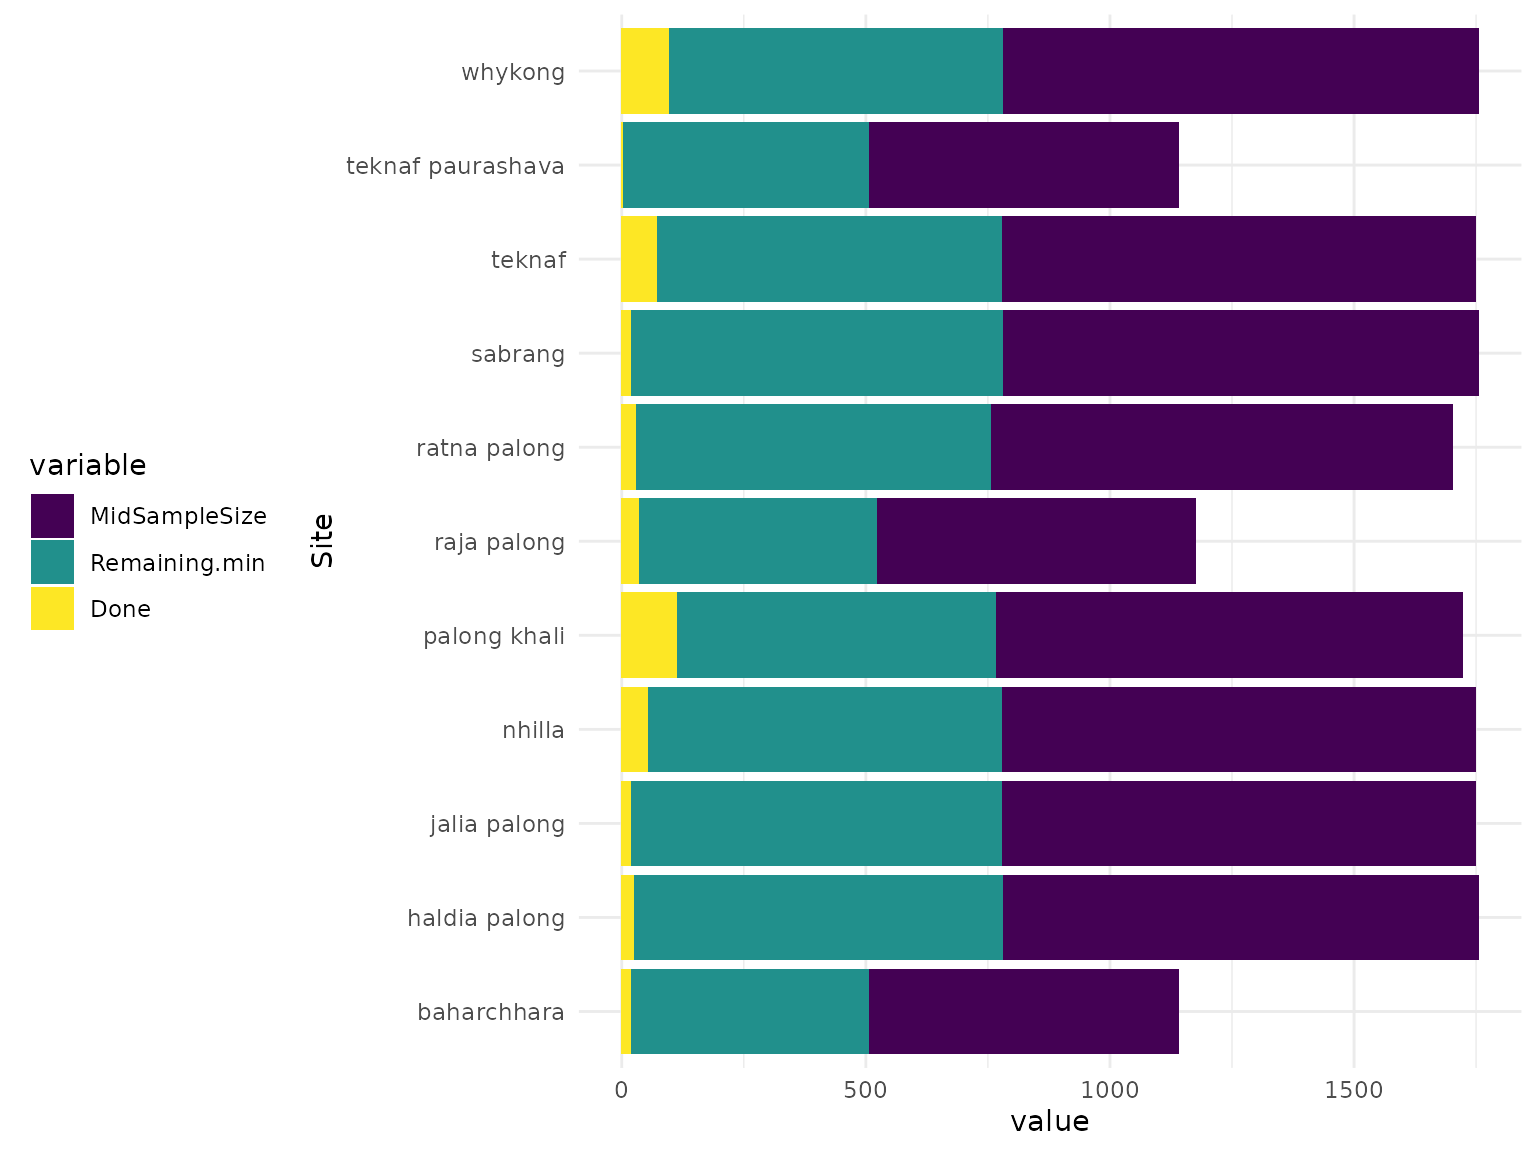 whykong
teknaf paurashava
teknaf
sabrang
ratna palong
raja palong
palong khali
nhilla
jalia palong
haldia palong
baharchhara
Site
variable
MidSampleSize
Remaining.min
Done
0 500 1000 1500
value